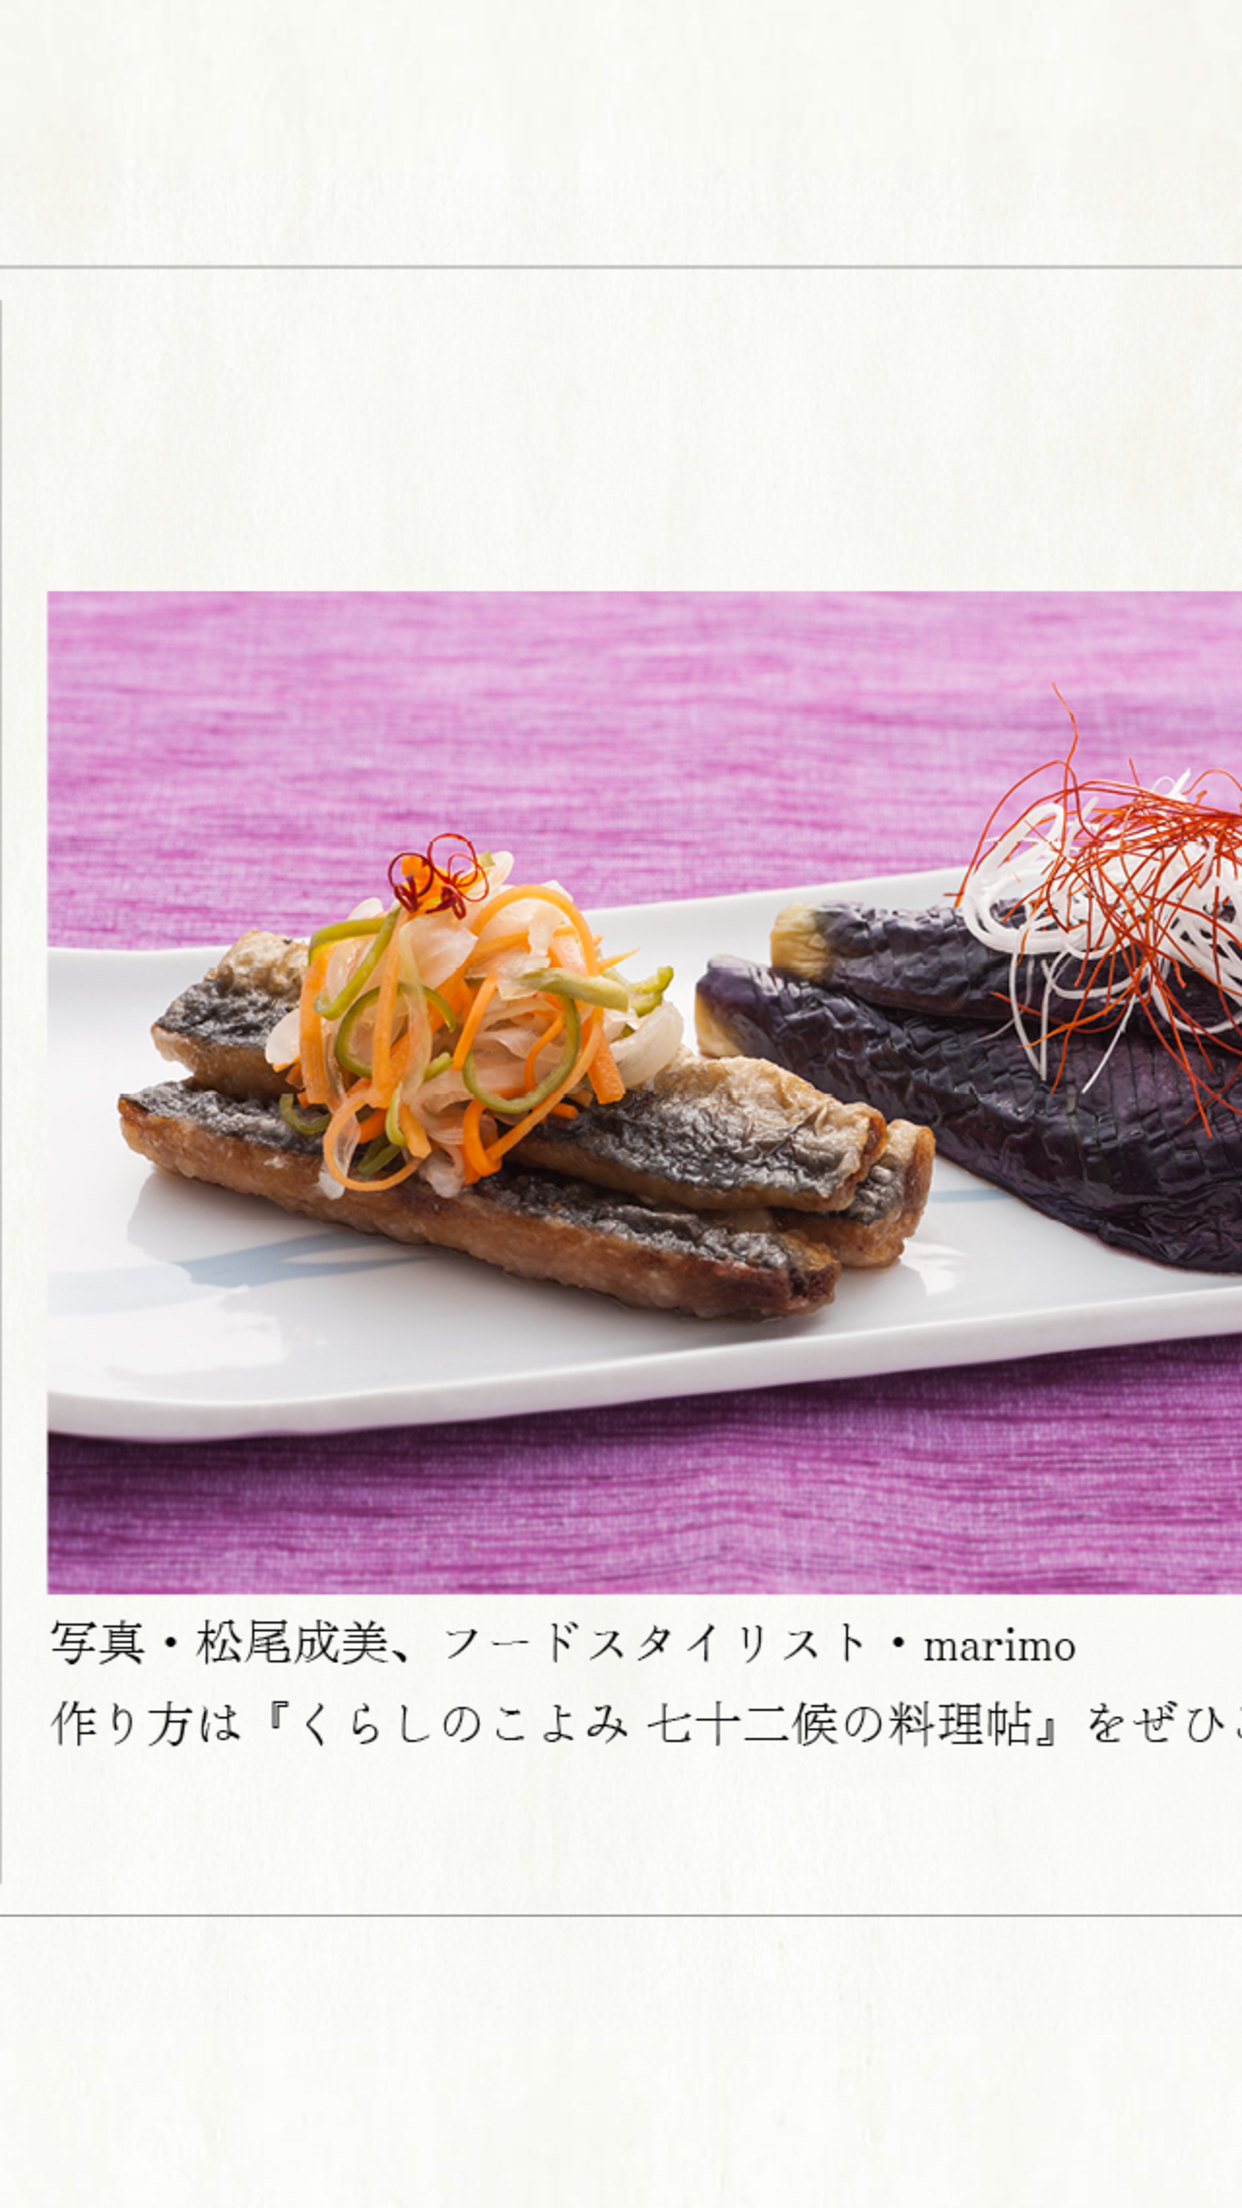 写真・松尾成美、フードスタイリスト・marimo
作り方は『くらしのこよみ 七十二候の料理帖』をぜひ